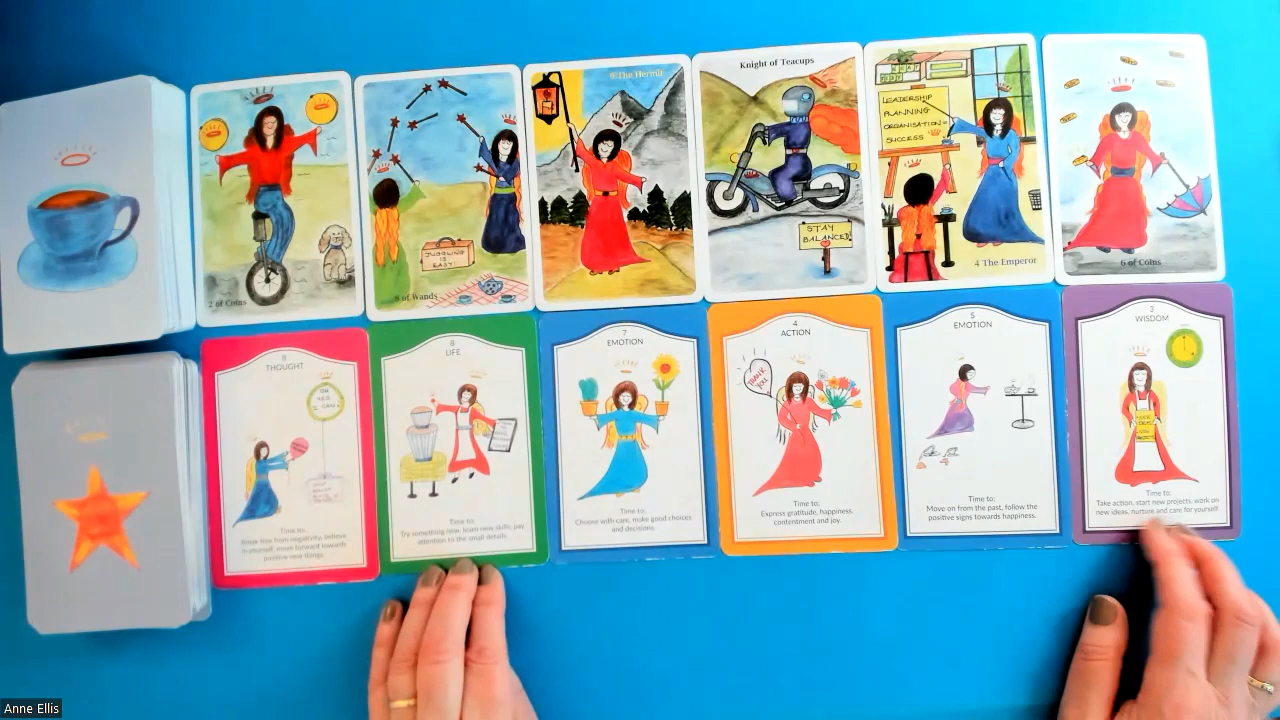 2 of Coins
JUGGLING
IS
EASY!
6 of Wands
9 The Hermit
Knight of Teacups
STAY
BALANCED!
LEADERSHIP
PLANNING
ORGANISATION=
SUCCESS
4 The Emperor
6 of Coins
8
THOUGHT
OH
YES
I CAN!
Time to:
Break free from negativity, believe
in yourself, move forward towards
positive new things.
8
LIFE
Time to:
Try something new, learn new skills, pay
attention to the small details.
7
EMOTION
Time to:
Choose with care, make good choices
and decisions.
4
ACTION
THANK
YOU
Time to:
Express gratitude, happiness,
contentment and joy.
5
EMOTION
Time to:
Move on from the past, follow the
positive signs towards happiness.
3
WISDOM
Time to:
Take action, start new projects, work on
new ideas, nurture and care for yourself
Anne Ellis